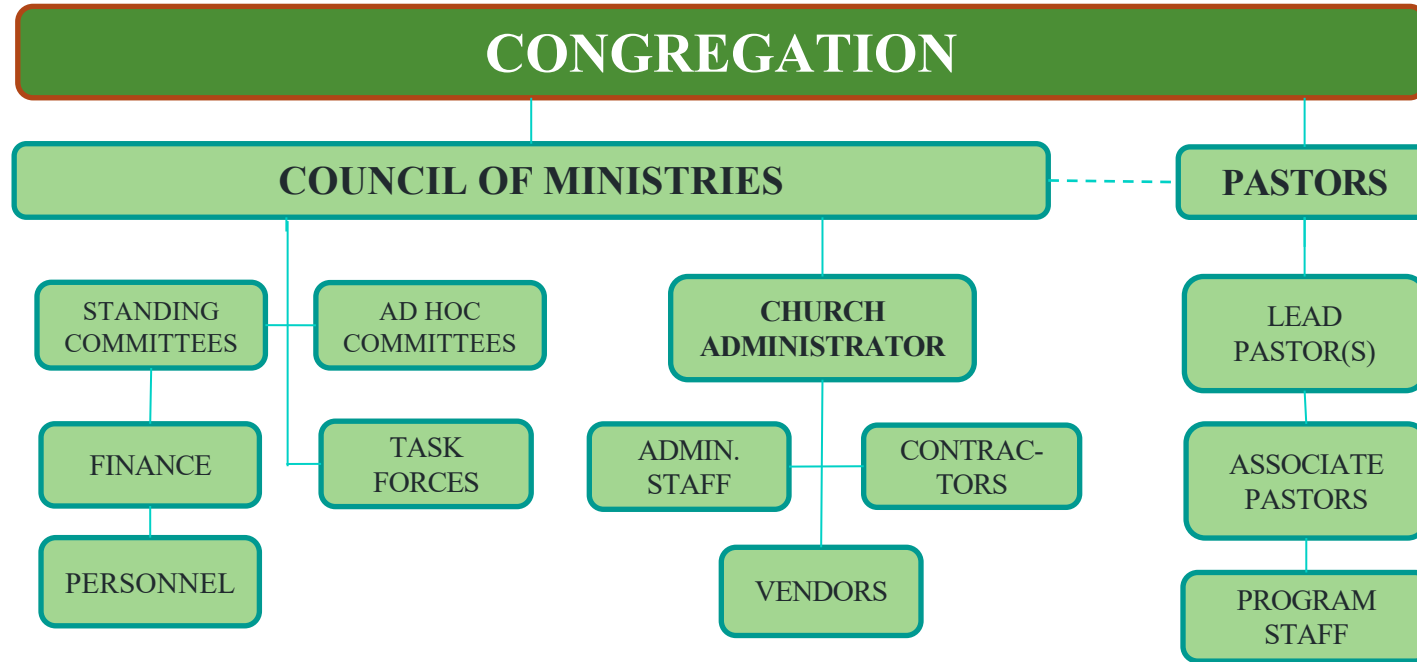 CONGREGATION
COUNCIL OF MINISTRIES
PASTORS
STANDING
COMMITTEES
AD HOC
COMMITTEES
CHURCH
ADMINISTRATOR
LEAD
PASTOR(S)
FINANCE
TASK
FORCES
ADMIN.
STAFF
CONTRAC-
TORS
ASSOCIATE
PASTORS
PERSONNEL
VENDORS
PROGRAM
STAFF